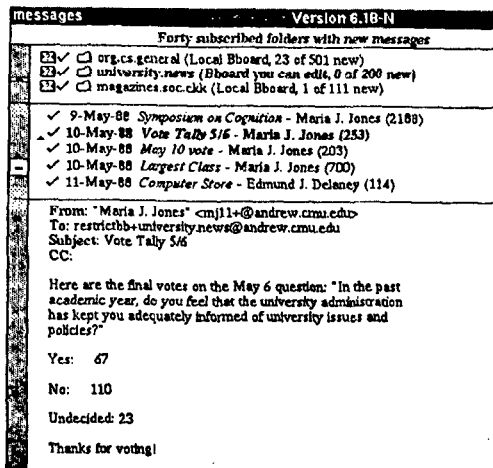 messages Version 6.18-N
Forty subscribed folders with new messages
org.cs.general (Local Bboard, 23 of 501 new)
university.news (Bboard you can edit, 0 of 200 new)
magazines.soc.ckk (Local Bboard, 1 of 111 new)
9-May-88 Symposium on Cognition - Maria J. Jones (2188)
10-May-88 Vote Tally 5/6 - Maria J. Jones (253)
10-May-88 May 10 vote - Maria J. Jones (203)
10-May-88 Largest Class - Maria J. Jones (700)
11-May-88 Computer Store - Edmund J. Delaney (114)
From: "Maria J. Jones" <mj11+@andrew.cmu.edu>
To: restrictbb+university.news@andrew.cmu.edu
Subject: Vote Tally 5/6
CC:
Here are the final votes on the May 6 question: "In the past
academic year, do you feel that the university administration
has kept you adequately informed of university issues and
policies?"
Yes: 67
No: 110
Undecided: 23
Thanks for voting!